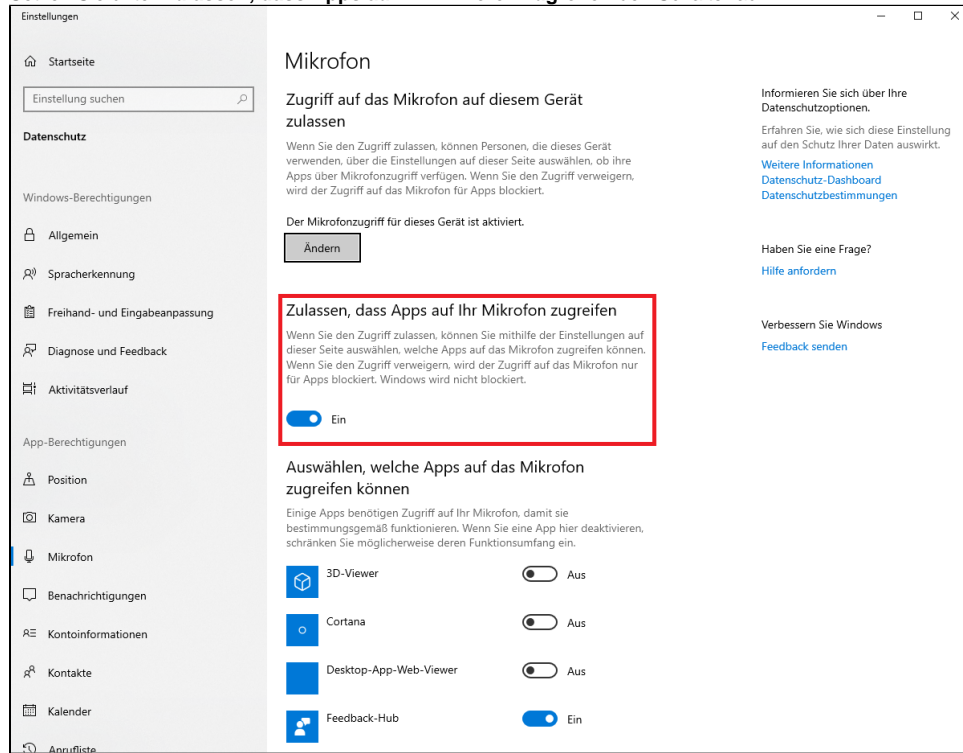 Einstellungen
Startseite
Einstellung suchen
Datenschutz
Windows-Berechtigungen
Allgemein
Spracherkennung
Freihand- und Eingabeanpassung
Diagnose und Feedback
Aktivitätsverlauf
App-Berechtigungen
Position
Kamera
Mikrofon
Benachrichtigungen
Kontoinformationen
Kontakte
Kalender
Anrufliste
Mikrofon
Zugriff auf das Mikrofon auf diesem Gerät
zulassen
Wenn Sie den Zugriff zulassen, können Personen, die dieses Gerät
verwenden, über die Einstellungen auf dieser Seite auswählen, ob ihre
Apps über Mikrofonzugriff verfügen. Wenn Sie den Zugriff verweigern,
wird der Zugriff auf das Mikrofon für Apps blockiert.
Der Mikrofonzugriff für dieses Gerät ist aktiviert.
Ändern
Zulassen, dass Apps auf Ihr Mikrofon zugreifen
Wenn Sie den Zugriff zulassen, können Sie mithilfe der Einstellungen auf
dieser Seite auswählen, welche Apps auf das Mikrofon zugreifen können.
Wenn Sie den Zugriff verweigern, wird der Zugriff auf das Mikrofon nur
für Apps blockiert. Windows wird nicht blockiert.
Ein
Auswählen, welche Apps auf das Mikrofon
zugreifen können
Einige Apps benötigen Zugriff auf Ihr Mikrofon, damit sie
bestimmungsgemäß funktionieren. Wenn Sie eine App hier deaktivieren,
schränken Sie möglicherweise deren Funktionsumfang ein.
3D-Viewer Aus
Cortana Aus
Desktop-App-Web-Viewer Aus
Feedback-Hub Ein
Informieren Sie sich über Ihre
Datenschutzoptionen.
Erfahren Sie, wie sich diese Einstellung
auf den Schutz Ihrer Daten auswirkt.
Weitere Informationen
Datenschutz-Dashboard
Datenschutzbestimmungen
Haben Sie eine Frage?
Hilfe anfordern
Verbessern Sie Windows
Feedback senden